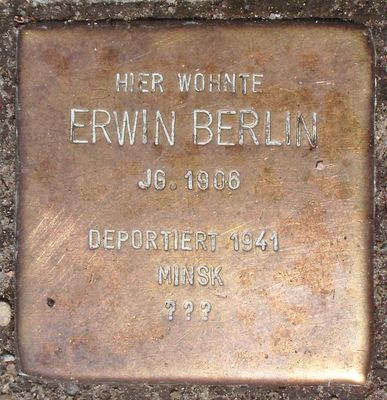 HIER WOHNTE
ERWIN BERLIN
JG. 1906
DEPORTIERT 1941
MINSK
???